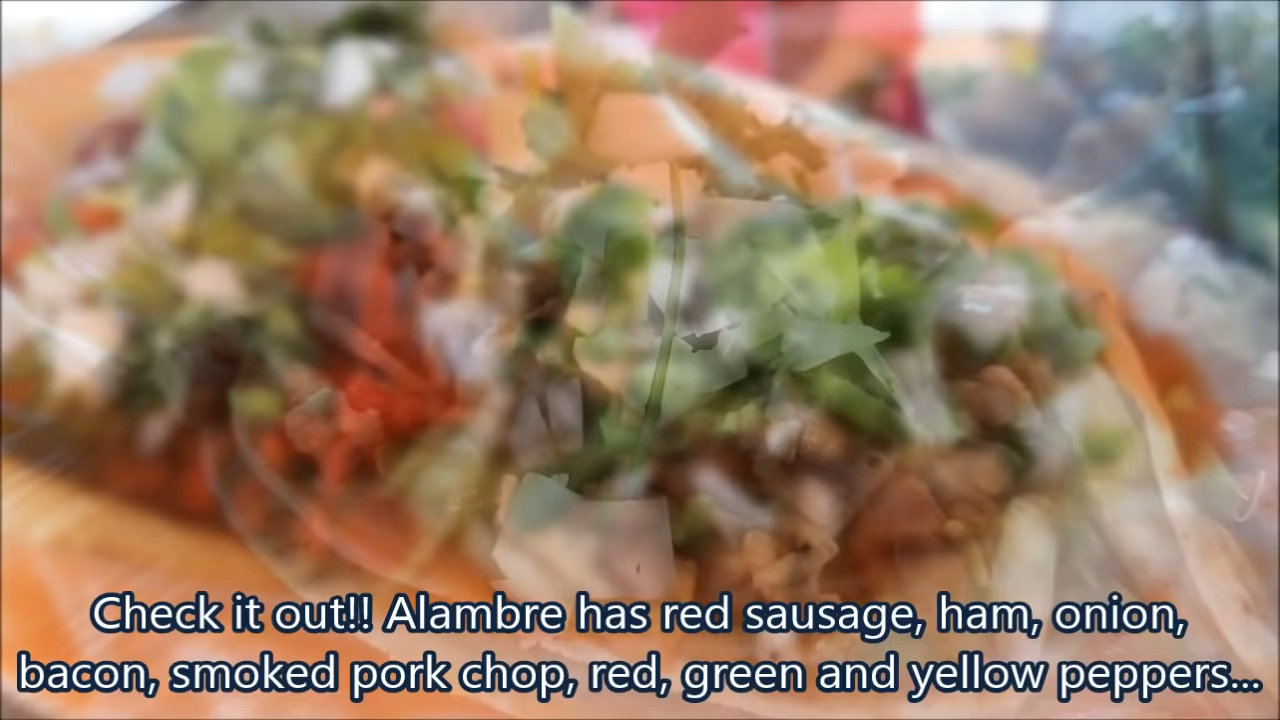 Check it out!! Alambre has red sausage, ham, onion,
bacon, smoked pork chop, red, green and yellow peppers...